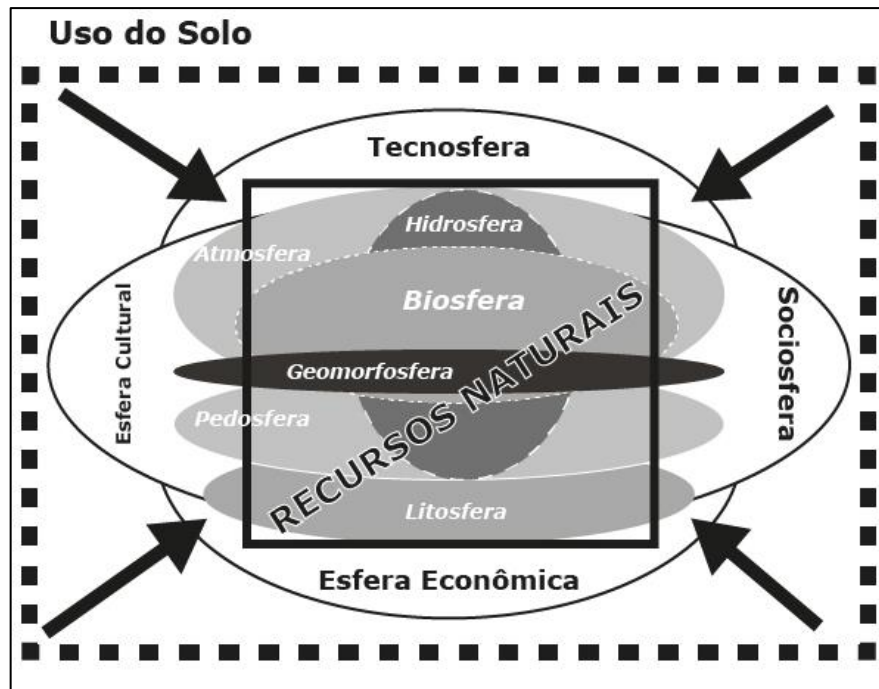 Uso do Solo
Tecnosfera
Hidrosfera
Atmosfera
Biosfera
Esfera Cultural
Sociosfera
Geomorfosfera
RECURSOS NATURAIS
Pedosfera
Litosfera
Esfera Econômica